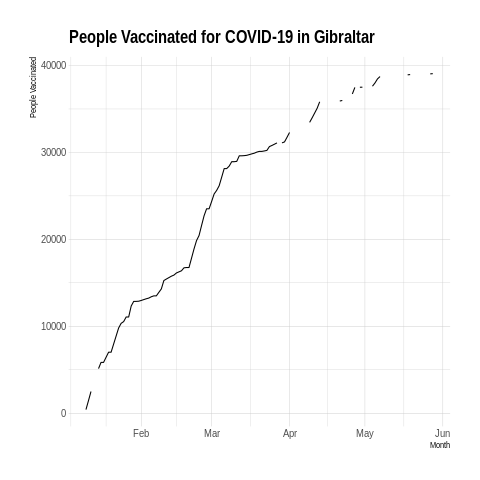 People Vaccinated for COVID-19 in Gibraltar
People Vaccinated
40000
30000
20000
10000
0
Feb
Mar
Apr
May
Jun
Month